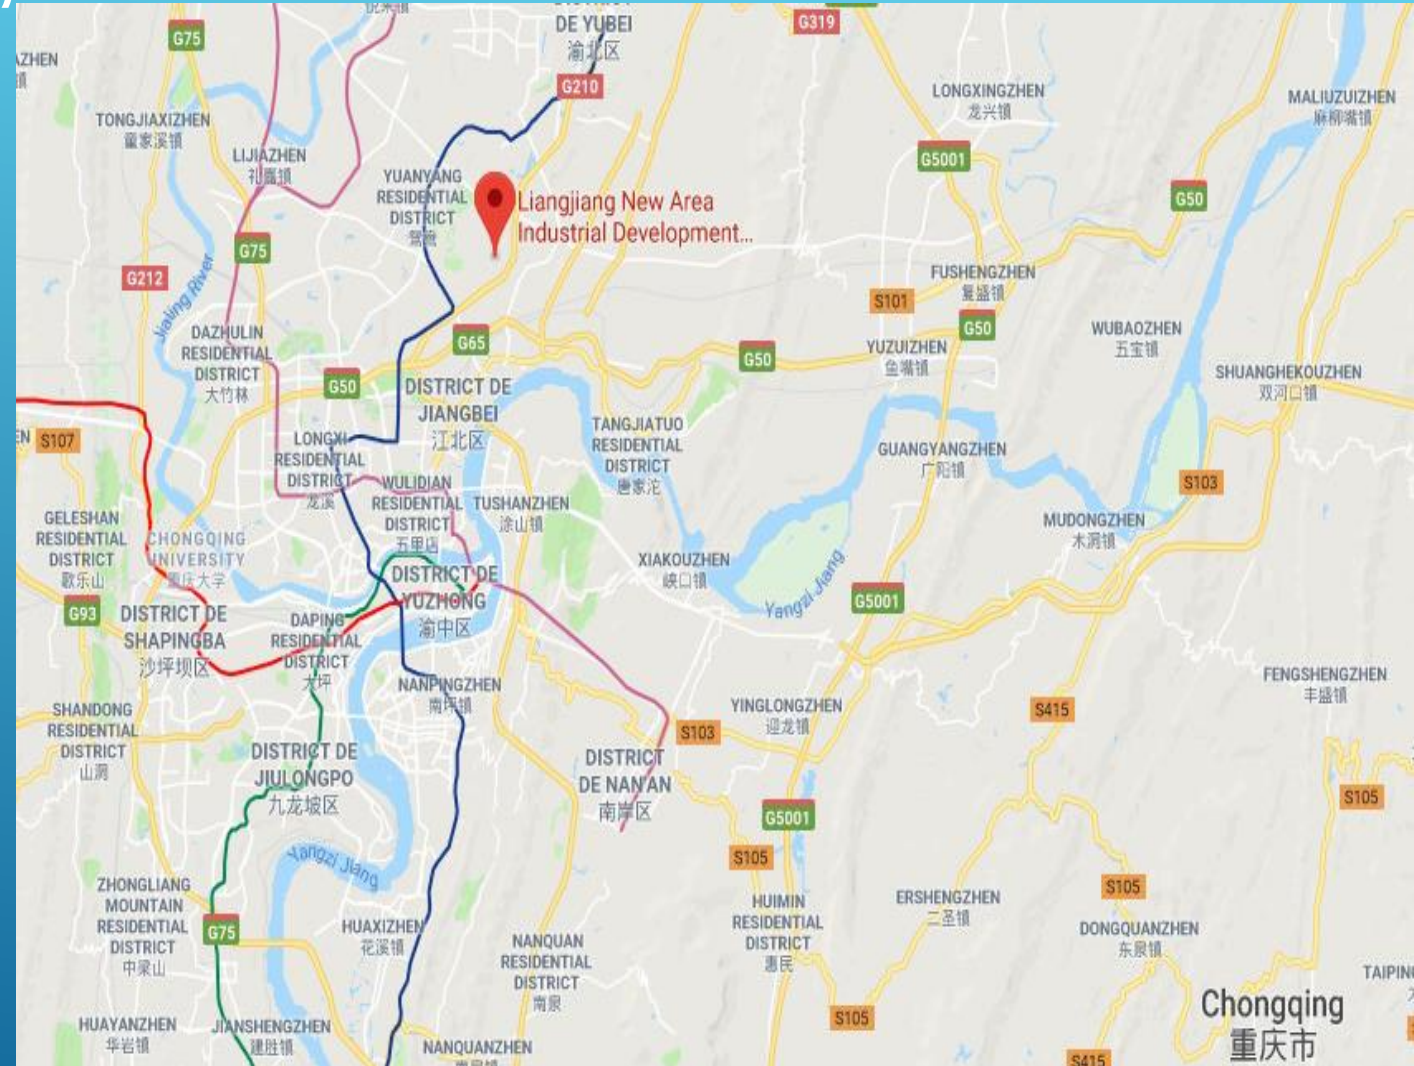 DE YUBEI
渝北区
G319
G75
G210
LONGXINGZHEN
龙兴镇
MALIUZUIZHEN
麻柳嘴镇
TONGJIAXIZHEN
童家溪镇
LIJIAZHEN
G5001
YUANYANG
RESIDENTIAL
DISTRICT
Liangjiang New Area
Industrial Development...
G50
G75
G212
Jialing River
FUSHENGZHEN
复盛镇
S101
G50
DAZHULIN
RESIDENTIAL
DISTRICT
大竹林
G65
G50
YUZUIZHEN
鱼嘴镇
WUBAOZHEN
五宝镇
SHUANGHEKOUZHEN
双河口镇
G50
DISTRICT DE
JIANGBEI
江北区
TANGJIATUO
RESIDENTIAL
DISTRICT
唐家沱
S107
LONGXI
RESIDENTIAL
DISTRICT
龙溪
GUANGYANGZHEN
广阳镇
WULIDIAN
RESIDENTIAL
DISTRICT
五里店
TUSHANZHEN
涂山镇
S103
GELESHAN
RESIDENTIAL
DISTRICT
歌乐山
CHONGQING
UNIVERSITY
重庆大学
MUDONGZHEN
木洞镇
XIAKOUZHEN
峡口镇
Yangzi Jiang
DISTRICT DE
YUZHONG
渝中区
G93
DISTRICT DE
SHAPINGBA
沙坪坝区
DAPING
RESIDENTIAL
DISTRICT
大坪
G5001
NANPINGZHEN
南坪镇
FENGSHENGZHEN
丰盛镇
SHANDONG
RESIDENTIAL
DISTRICT
山洞
YINGLONGZHEN
迎龙镇
S415
S103
DISTRICT DE
JIULONGPO
九龙坡区
DISTRICT
DE NAN'AN
南岸区
S105
G5001
Yangzi Jiang
S105
ZHONGLIANG
MOUNTAIN
RESIDENTIAL
DISTRICT
中梁山
G75
HUAXIZHEN
花溪镇
HUIMIN
RESIDENTIAL
DISTRICT
惠民
ERSHENGZHEN
二圣镇
S105
DONGQUANZHEN
东泉镇
NANQUAN
RESIDENTIAL
DISTRICT
南泉
S105
Chongqing
重庆市
HUAYANZHEN
华岩镇
JIANSHENGZHEN
建胜镇
NANQUANZHEN
S415